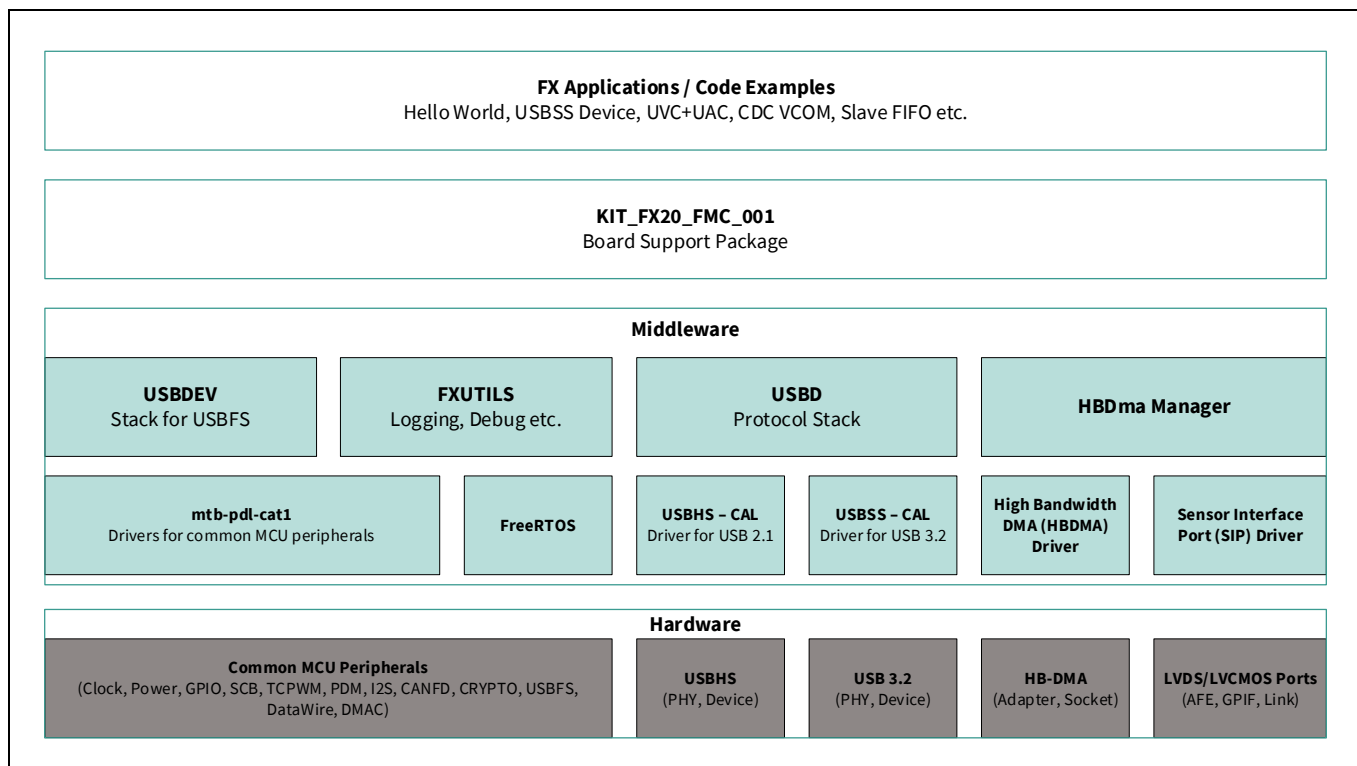 FX Applications / Code Examples
Hello World, USBSS Device, UVC+UAC, CDC VCOM, Slave FIFO etc.
KIT_FX20_FMC_001
Board Support Package
Middleware
USBDEV
Stack for USBFS
FXUTILS
Logging, Debug etc.
USBD
Protocol Stack
HBDma Manager
mtb-pdl-cat1
Drivers for common MCU peripherals
FreeRTOS
USBHS – CAL
Driver for USB 2.1
USBSS – CAL
Driver for USB 3.2
High Bandwidth
DMA (HBDMA)
Driver
Sensor Interface
Port (SIP) Driver
Hardware
Common MCU Peripherals
(Clock, Power, GPIO, SCB, TCPWM, PDM, I2S, CANFD, CRYPTO, USBFS,
DataWire, DMAC)
USBHS
(PHY, Device)
USB 3.2
(PHY, Device)
HB-DMA
(Adapter, Socket)
LVDS/LVCMOS Ports
(AFE, GPIF, Link)